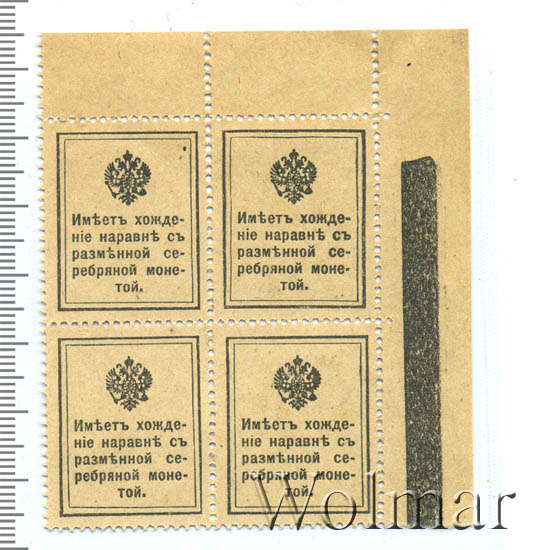 Имѣетъ хожде-
ніе наравнѣ съ
размѣнной се-
ребряной моне-
той.
Имѣетъ хожде-
ніе наравнѣ съ
размѣнной се-
ребряной моне-
той.
Имѣетъ хожде-
ніе наравнѣ съ
размѣнной се-
ребряной моне-
той.
Имѣетъ хожде-
ніе наравнѣ съ
размѣнной се-
ребряной моне-
той.
Wolmar